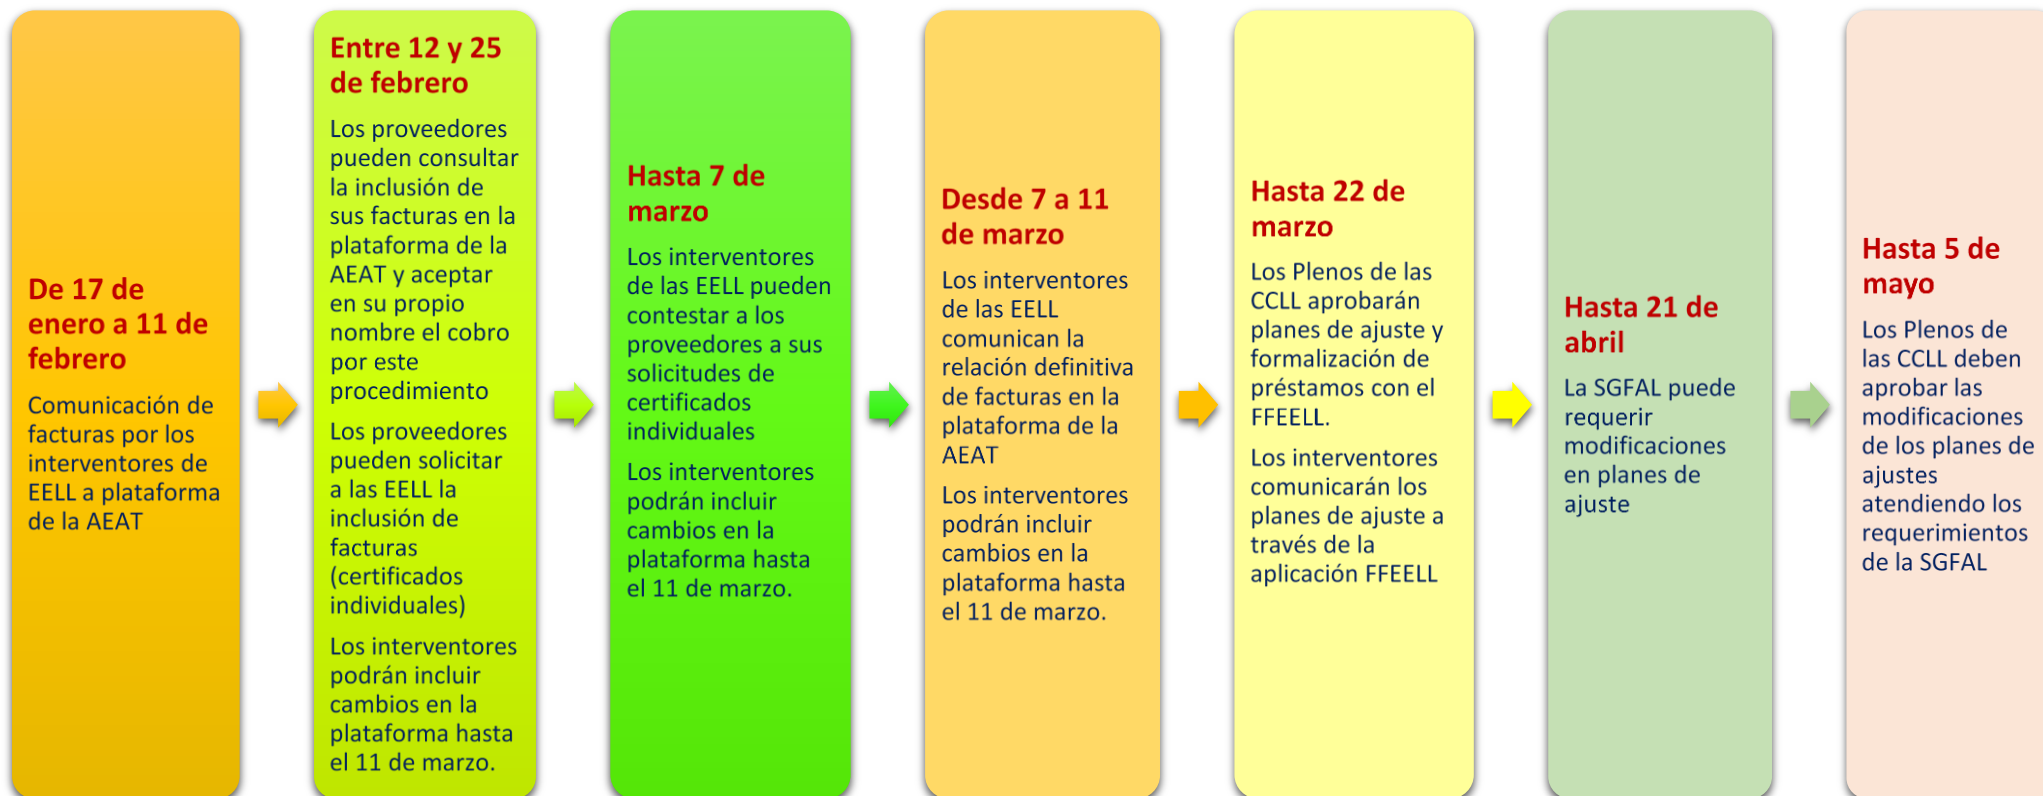 De 17 de
enero a 11 de
febrero
Comunicación de
facturas por los
interventores de
EELL a plataforma
de la AEAT
Entre 12 y 25
de febrero
Los proveedores
pueden consultar
la inclusión de
sus facturas en la
plataforma de la
AEAT y aceptar
en su propio
nombre el cobro
por este
procedimiento
Los proveedores
pueden solicitar
a las EELL la
inclusión de
facturas
(certificados
individuales)
Los interventores
podrán incluir
cambios en la
plataforma hasta
el 11 de marzo.
Hasta 7 de
marzo
Los interventores
de las EELL pueden
contestar a los
proveedores a sus
solicitudes de
certificados
individuales
Los interventores
podrán incluir
cambios en la
plataforma hasta
el 11 de marzo.
Desde 7 a 11
de marzo
Los interventores
de las EELL
comunican la
relación definitiva
de facturas en la
plataforma de la
AEAT
Los interventores
podrán incluir
cambios en la
plataforma hasta
el 11 de marzo.
Hasta 22 de
marzo
Los Plenos de las
CCLL aprobarán
planes de ajuste y
formalización de
préstamos con el
FFEELL.
Los interventores
comunicarán los
planes de ajuste a
través de la
aplicación FFEELL
Hasta 21 de
abril
La SGFAL puede
requerir
modificaciones
en planes de
ajuste
Hasta 5 de
mayo
Los Plenos de
las CCLL deben
aprobar las
modificaciones
de los planes de
ajustes
atendiendo los
requerimientos
de la SGFAL